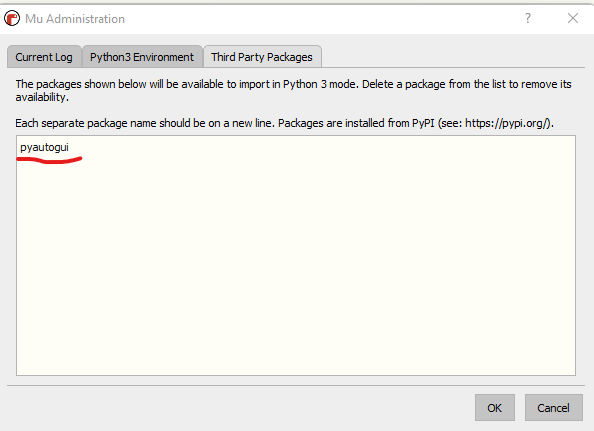 Mu Administration
?
Current Log
Python3 Environment
Third Party Packages
The packages shown below will be available to import in Python 3 mode. Delete a package from the list to remove its
availability.
Each separate package name should be on a new line. Packages are installed from PyPI (see: https://pypi.org/).
pyautogui
OK
Cancel